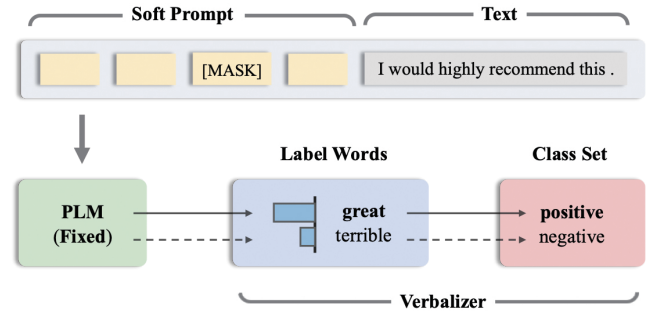 Soft Prompt
Text
[MASK]
I would highly recommend this .
Label Words
Class Set
PLM
(Fixed)
great
terrible
positive
negative
Verbalizer